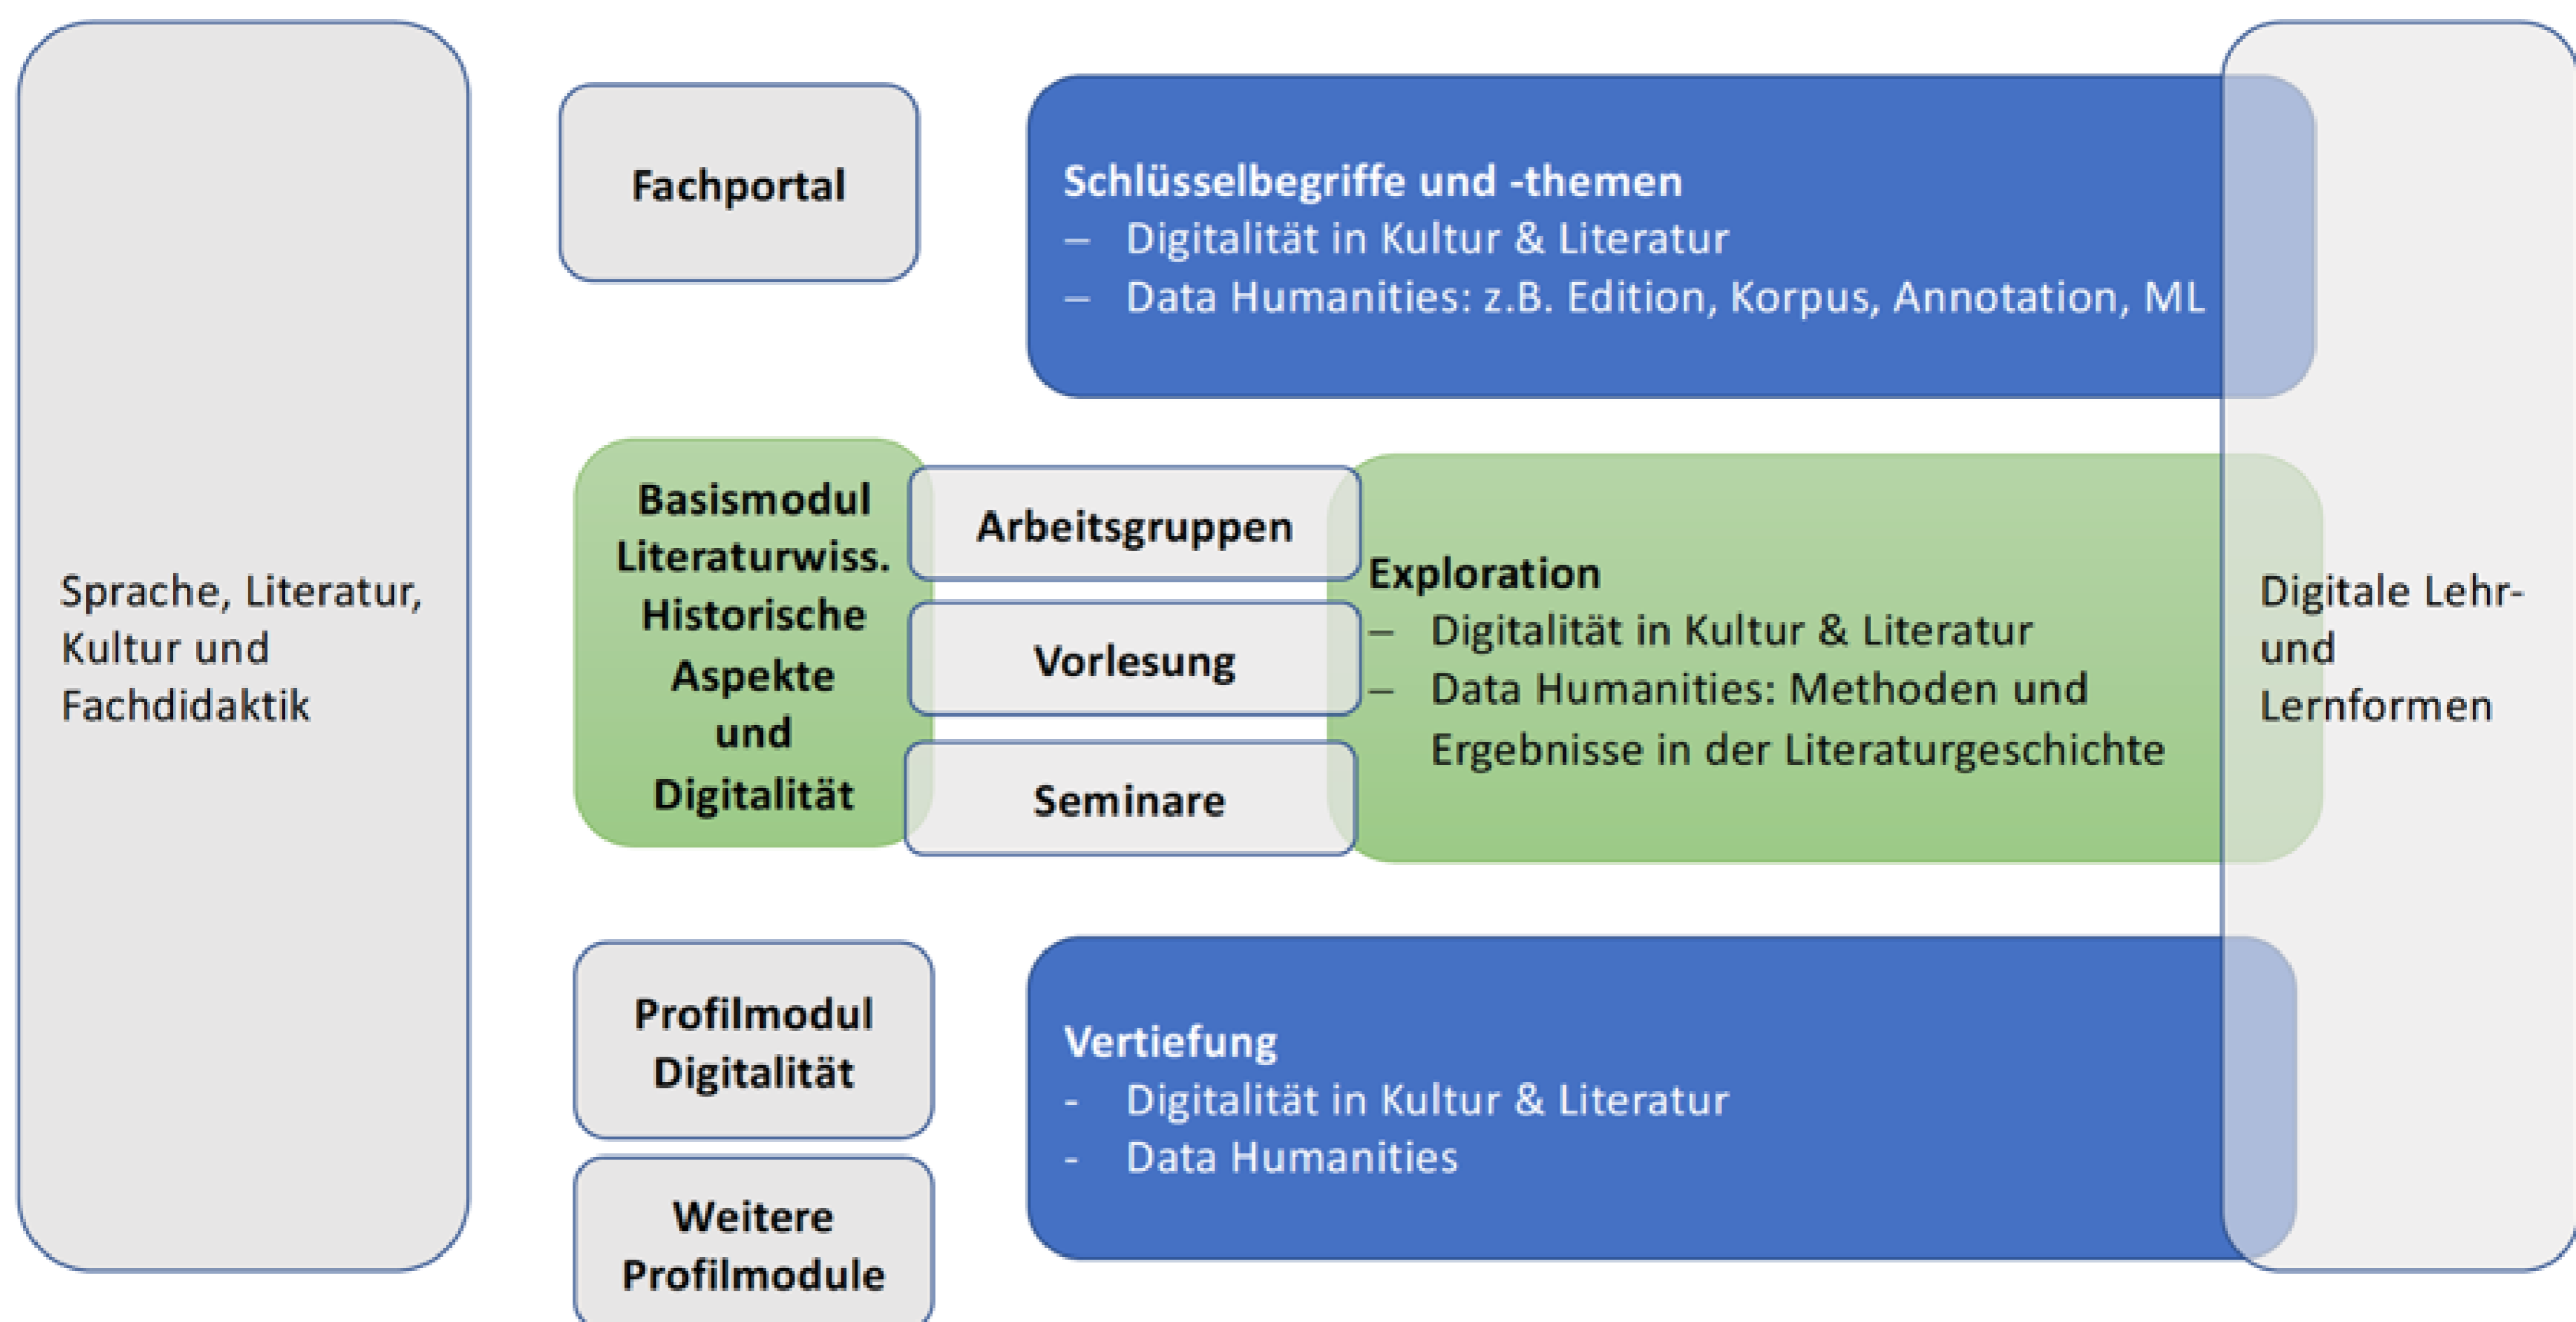 Sprache, Literatur,
Kultur und
Fachdidaktik
Fachportal
Schlüsselbegriffe und -themen
– Digitalität in Kultur & Literatur
– Data Humanities: z.B. Edition, Korpus, Annotation, ML
Basismodul
Literaturwiss.
Historische
Aspekte
und
Digitalität
Arbeitsgruppen
Vorlesung
Seminare
Exploration
– Digitalität in Kultur & Literatur
– Data Humanities: Methoden und
Ergebnisse in der Literaturgeschichte
Profilmodul
Digitalität
Weitere
Profilmodule
Vertiefung
- Digitalität in Kultur & Literatur
- Data Humanities
Digitale Lehr-
und
Lernformen